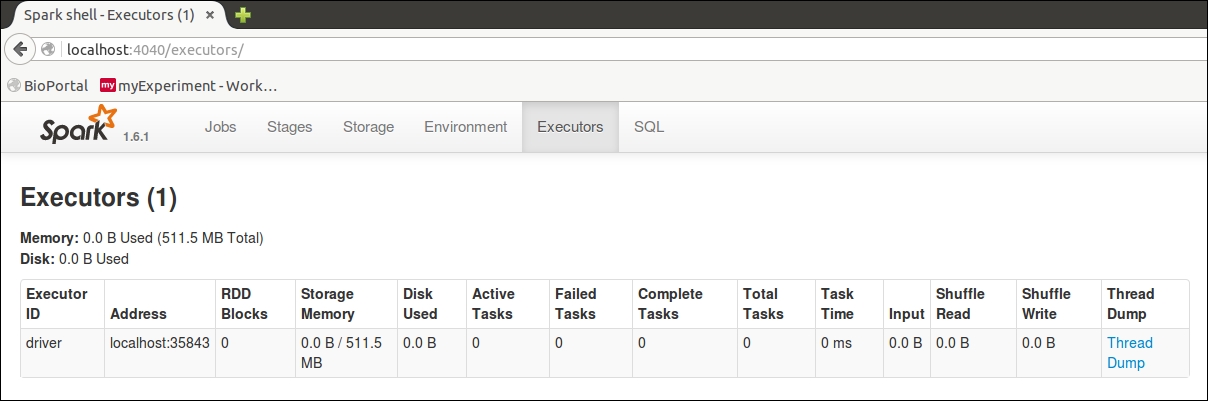 Spark shell - Executors (1) ×
localhost:4040/executors/
BioPortal my myExperiment - Work…
Spark 1.6.1 Jobs Stages Storage Environment Executors SQL
Executors (1)
Memory: 0.0 B Used (511.5 MB Total)
Disk: 0.0 B Used
Executor RDD Storage Disk Active Failed Complete Total Task Shuffle Shuffle Thread
ID Address Blocks Memory Used Tasks Tasks Tasks Tasks Time Input Read Write Dump
driver localhost:35843 0 0.0 B / 511.5 0.0 B 0 0 0 0 0 ms 0.0 B 0.0 B 0.0 B Thread
MB Dump